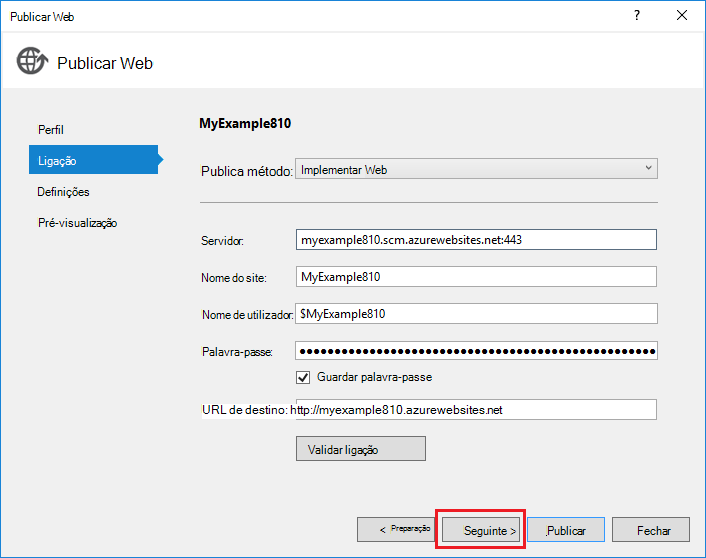 Publicar Web
?
Publicar Web
Perfil
Ligação
Definições
Pré-visualização
MyExample810
Publica método: Implementar Web
Servidor: myexample810.scm.azurewebsites.net:443
Nome do site: MyExample810
Nome de utilizador: $MyExample810
Palavra-passe:
Guardar palavra-passe
URL de destino: http://myexample810.azurewebsites.net
Validar ligação
< Preparação Seguinte > Publicar Fechar